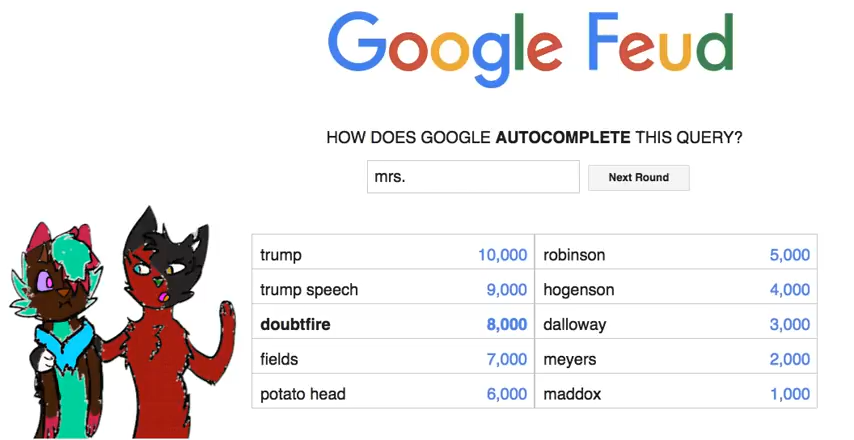 Google Feud
HOW DOES GOOGLE AUTOCOMPLETE THIS QUERY?
mrs. Next Round
trump 10,000 robinson 5,000
trump speech 9,000 hogenson 4,000
doubtfire 8,000 dalloway 3,000
fields 7,000 meyers 2,000
potato head 6,000 maddox 1,000